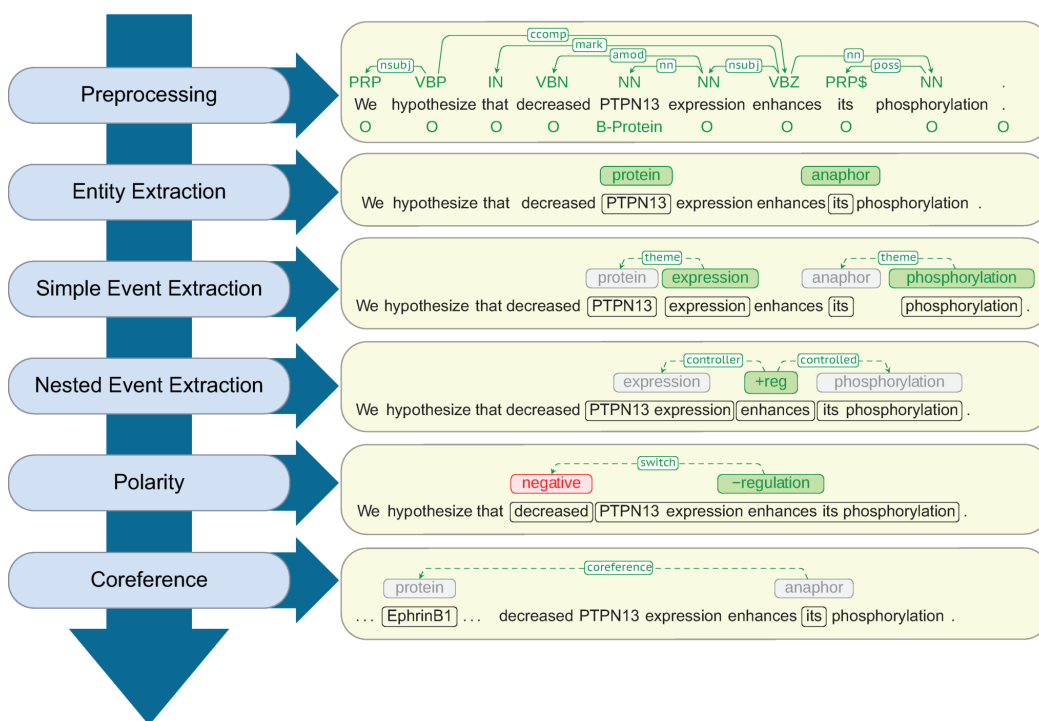 Preprocessing
ccomp
mark
amod
nn
nsubj
nn
nsubj
poss
PRP VBP IN VBN NN NN VBZ PRP$ NN .
We hypothesize that decreased PTPN13 expression enhances its phosphorylation .
O O O O B-Protein O O O O O
Entity Extraction
protein anaphor
We hypothesize that decreased PTPN13 expression enhances its phosphorylation .
Simple Event Extraction
theme theme
protein expression anaphor phosphorylation
We hypothesize that decreased PTPN13 expression enhances its phosphorylation .
Nested Event Extraction
controller controlled
expression +reg phosphorylation
We hypothesize that decreased PTPN13 expression enhances its phosphorylation .
Polarity
switch
negative −regulation
We hypothesize that decreased PTPN13 expression enhances its phosphorylation .
Coreference
coreference
protein anaphor
... EphrinB1 ... decreased PTPN13 expression enhances its phosphorylation .